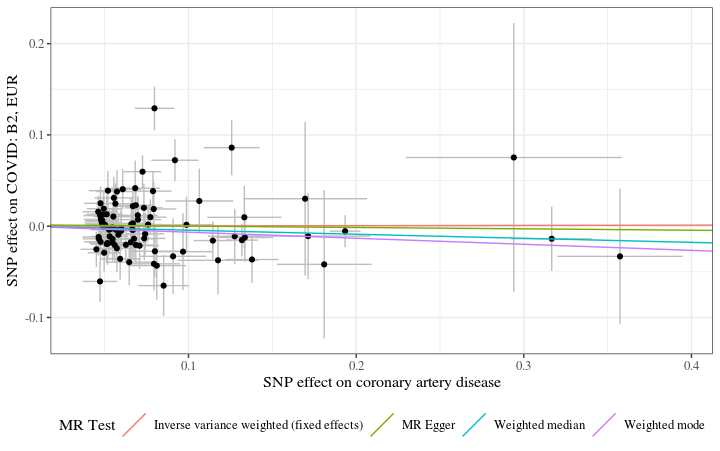 0.2
0.1
0.0
-0.1
SNP effect on COVID: B2, EUR
0.1 0.2 0.3 0.4
SNP effect on coronary artery disease
MR Test Inverse variance weighted (fixed effects) MR Egger Weighted median Weighted mode